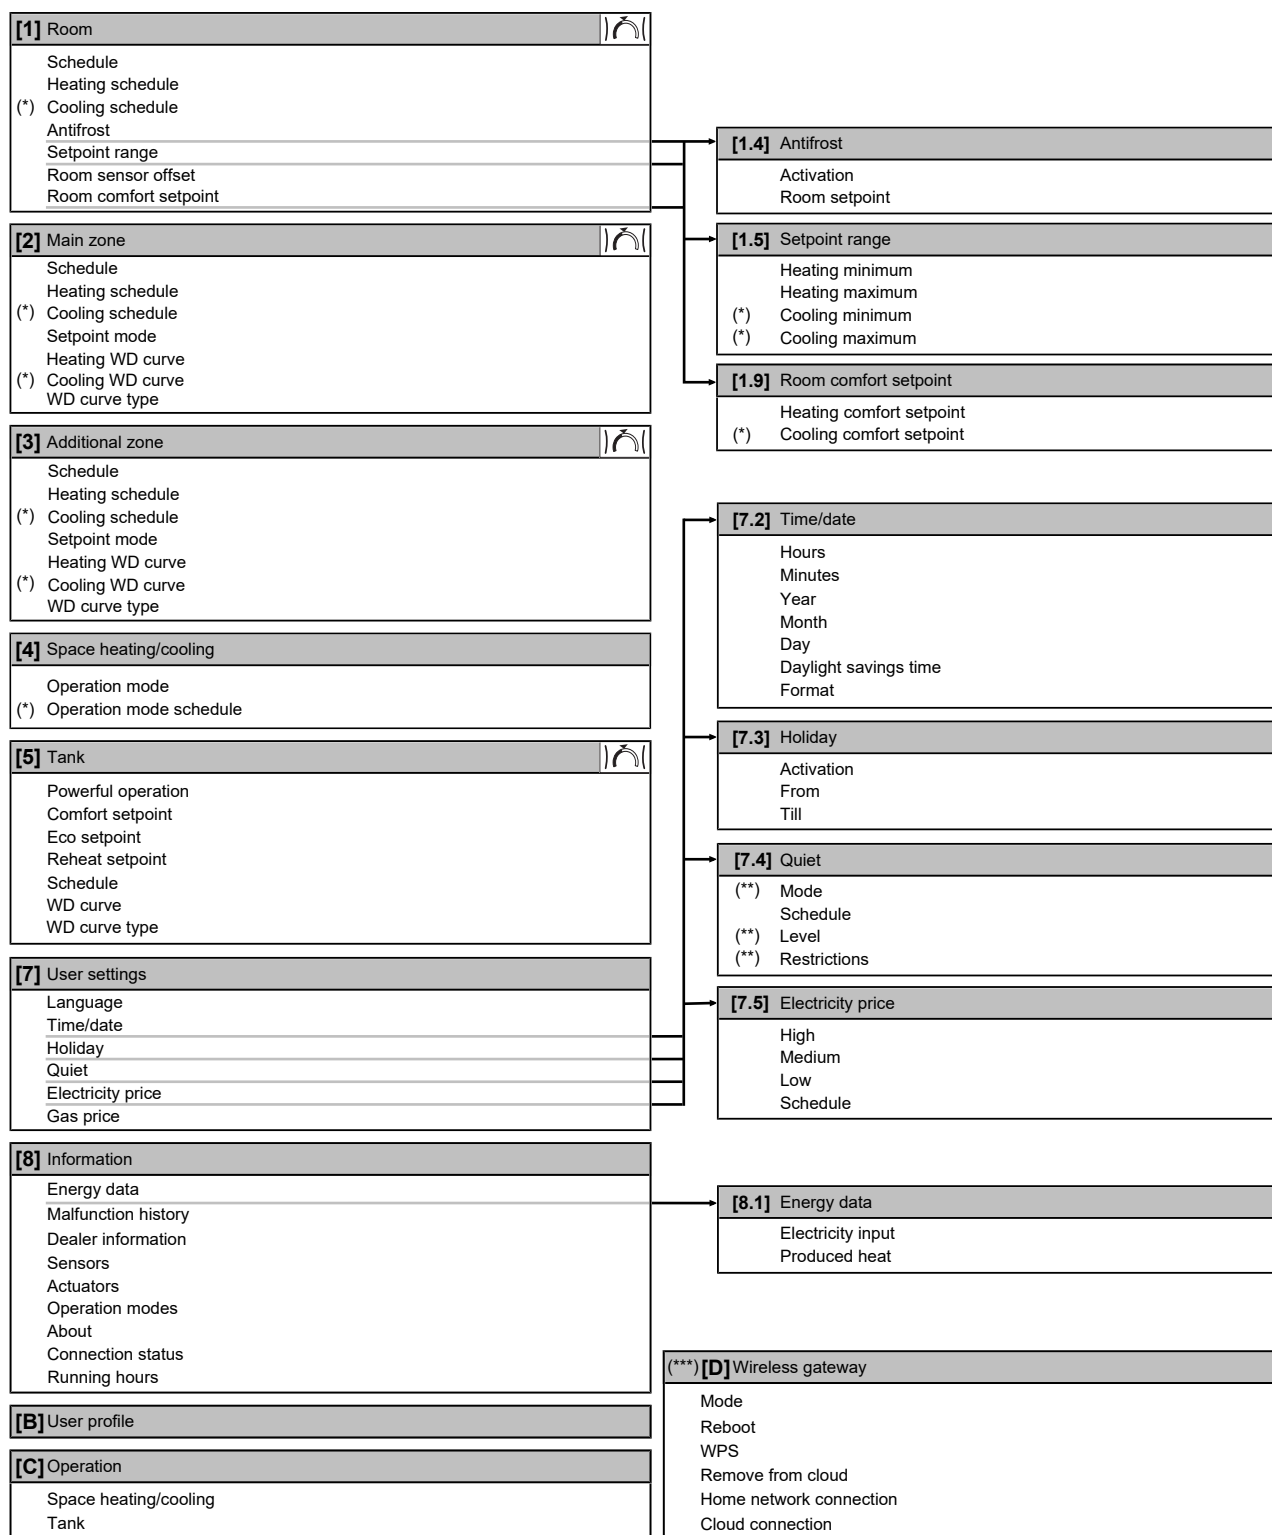 [1] Room
Schedule
Heating schedule
(*) Cooling schedule
Antifrost
Setpoint range
Room sensor offset
Room comfort setpoint
[2] Main zone
Schedule
Heating schedule
(*) Cooling schedule
Setpoint mode
Heating WD curve
(*) Cooling WD curve
WD curve type
[3] Additional zone
Schedule
Heating schedule
(*) Cooling schedule
Setpoint mode
Heating WD curve
(*) Cooling WD curve
WD curve type
[4] Space heating/cooling
Operation mode
(*) Operation mode schedule
[5] Tank
Powerful operation
Comfort setpoint
Eco setpoint
Reheat setpoint
Schedule
WD curve
WD curve type
[7] User settings
Language
Time/date
Holiday
Quiet
Electricity price
Gas price
[8] Information
Energy data
Malfunction history
Dealer information
Sensors
Actuators
Operation modes
About
Connection status
Running hours
[B] User profile
[C] Operation
Space heating/cooling
Tank
[1.4] Antifrost
Activation
Room setpoint
[1.5] Setpoint range
Heating minimum
Heating maximum
(*) Cooling minimum
(*) Cooling maximum
[1.9] Room comfort setpoint
Heating comfort setpoint
(*) Cooling comfort setpoint
[7.2] Time/date
Hours
Minutes
Year
Month
Day
Daylight savings time
Format
[7.3] Holiday
Activation
From
Till
[7.4] Quiet
(**) Mode
Schedule
(**) Level
(**) Restrictions
[7.5] Electricity price
High
Medium
Low
Schedule
[8.1] Energy data
Electricity input
Produced heat
(***) [D] Wireless gateway
Mode
Reboot
WPS
Remove from cloud
Home network connection
Cloud connection